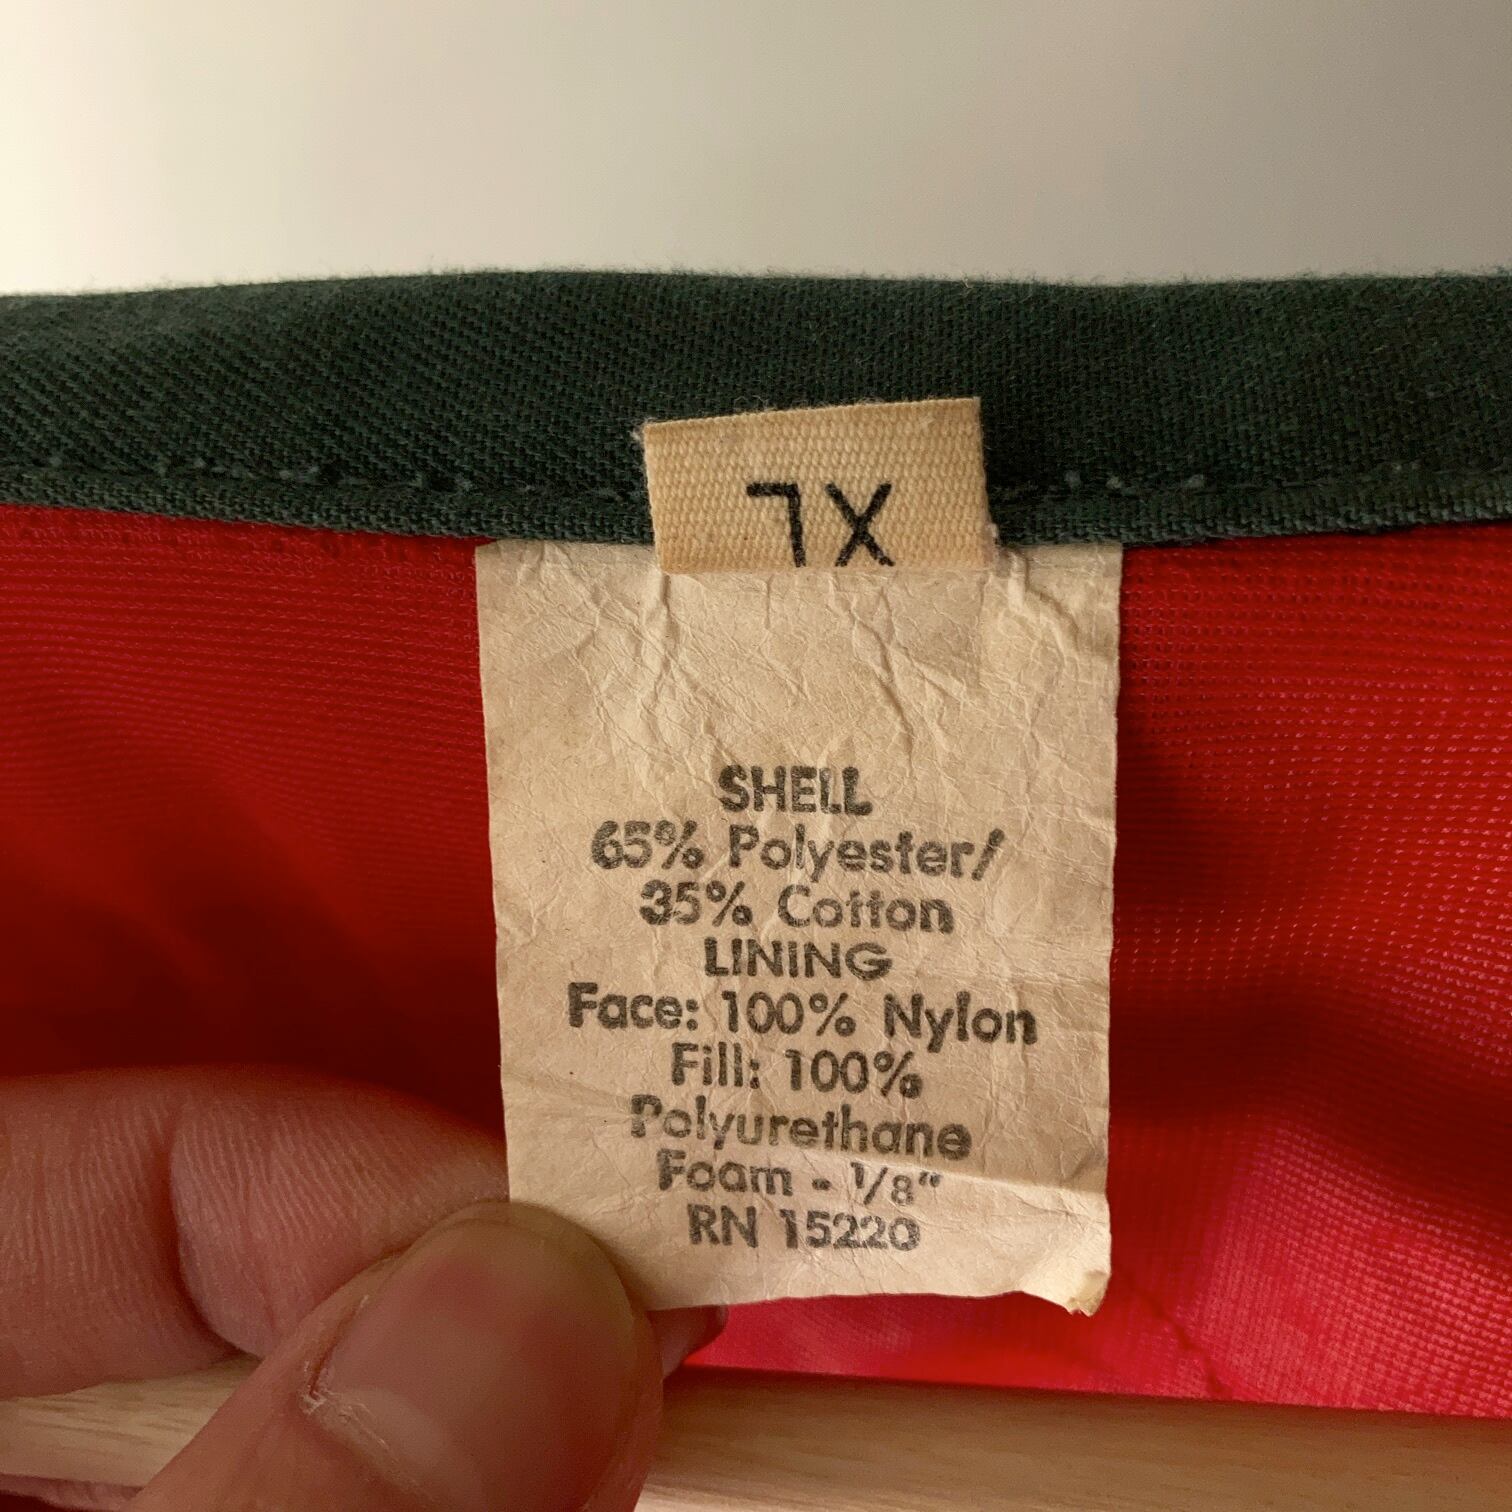 XL
SHELL
65% Polyester/
35% Cotton
LINING
Face: 100% Nylon
Fill: 100%
Polyurethane
Foam - 1/8"
RN 15220